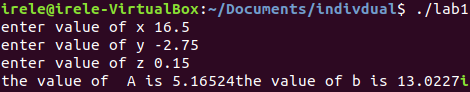 irele@irele-VirtualBox:~/Documents/indivdual$ ./lab1
enter value of x 16.5
enter value of y -2.75
enter value of z 0.15
the value of  A is 5.16524the value of b is 13.0227i